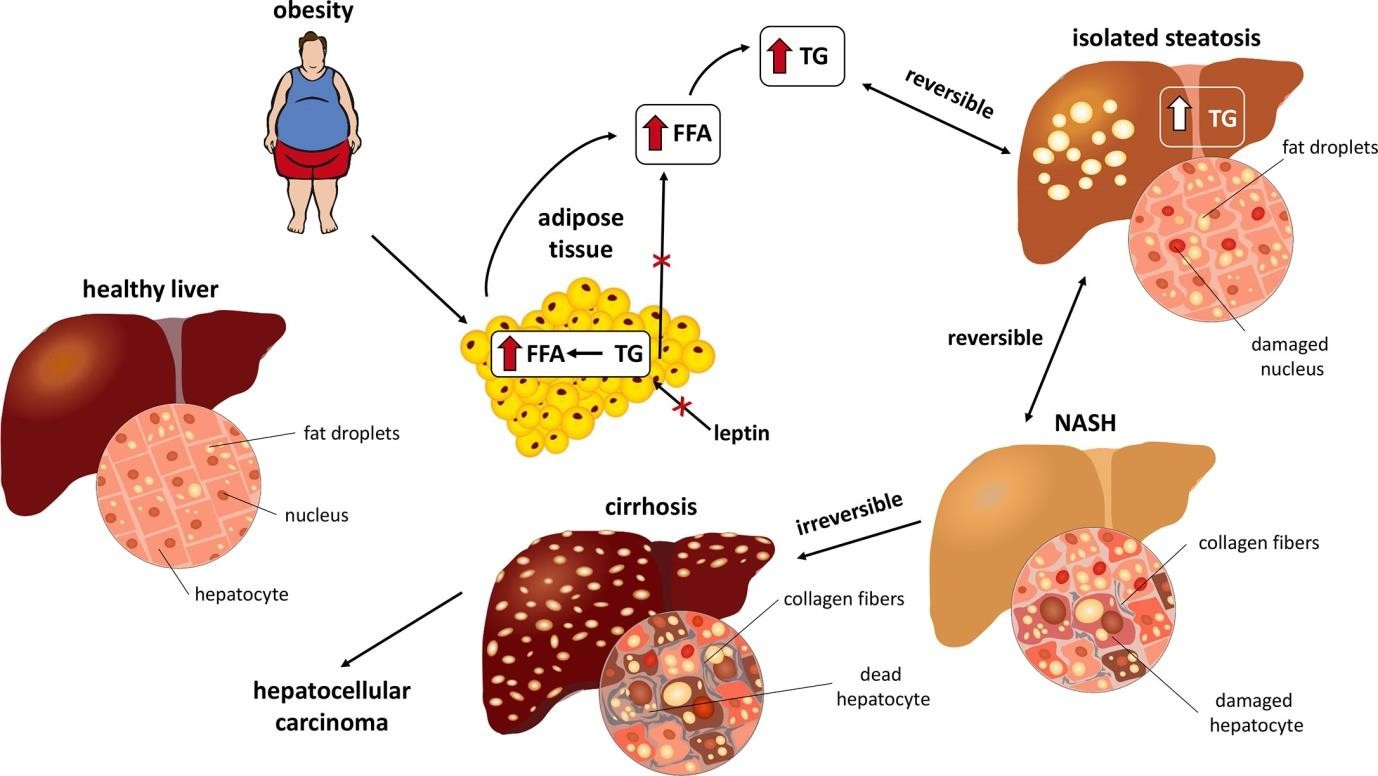 obesity
TG
isolated steatosis
reversible
TG
FFA
fat droplets
adipose
tissue
healthy liver
damaged
nucleus
reversible
FFA TG
NASH
fat droplets
leptin
nucleus
cirrhosis
irreversible
collagen fibers
hepatocyte
collagen fibers
dead
hepatocyte
hepatocellular
carcinoma
damaged
hepatocyte